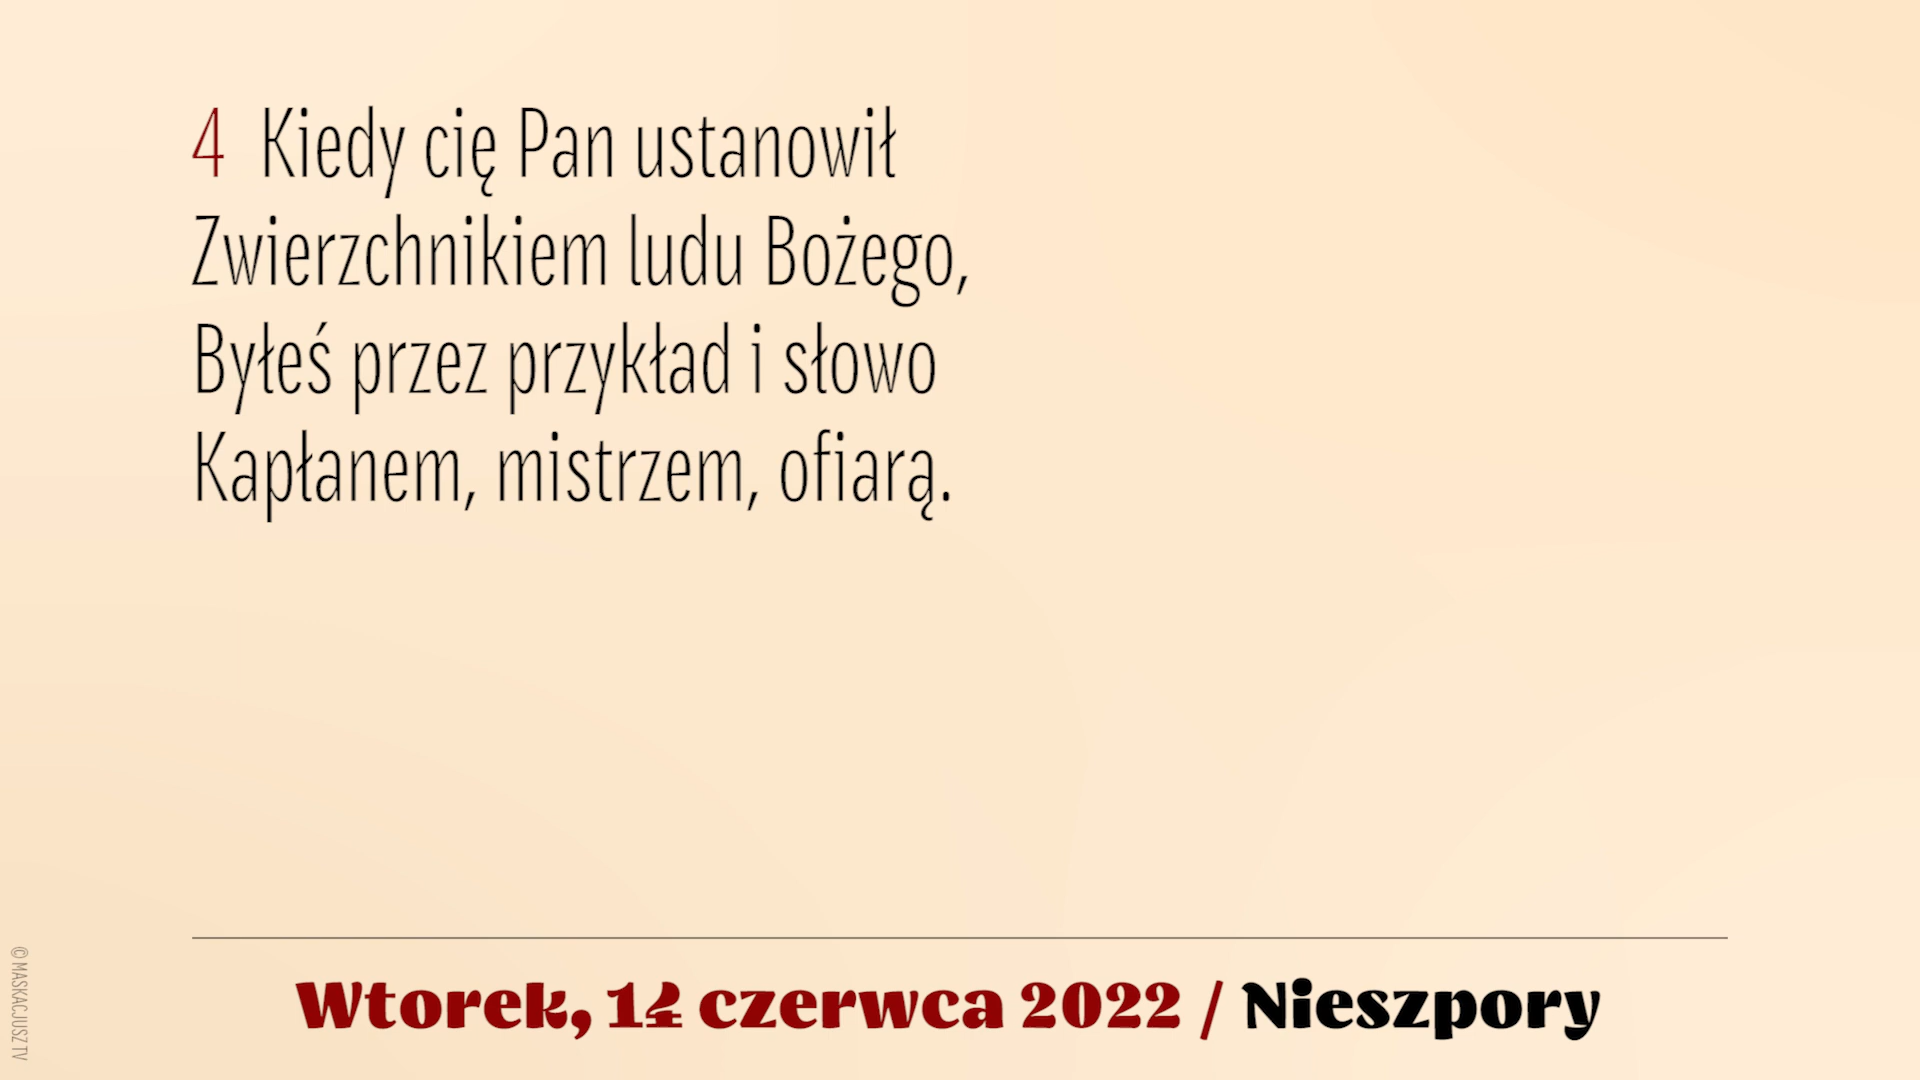 4 Kiedy cię Pan ustanowił
Zwierzchnikiem ludu Bożego,
Byłeś przez przykład i słowo
Kapłanem, mistrzem, ofiarą.
Wtorek, 14 czerwca 2022 / Nieszpory
© MASKACJUSZ TV